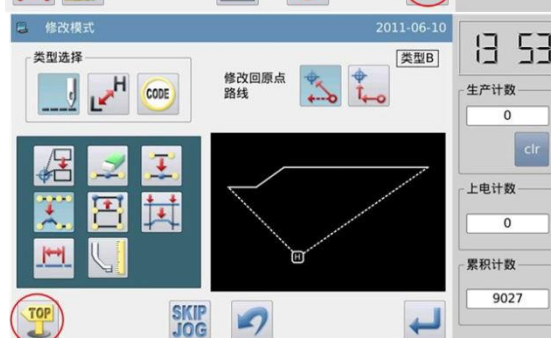 修改模式
2011-06-10
类型选择
类型B
H
L
CODE
修改回原点
路线
H
TOP
SKIP
JOG
13 53
生产计数
0
clr
上电计数
0
累积计数
9027